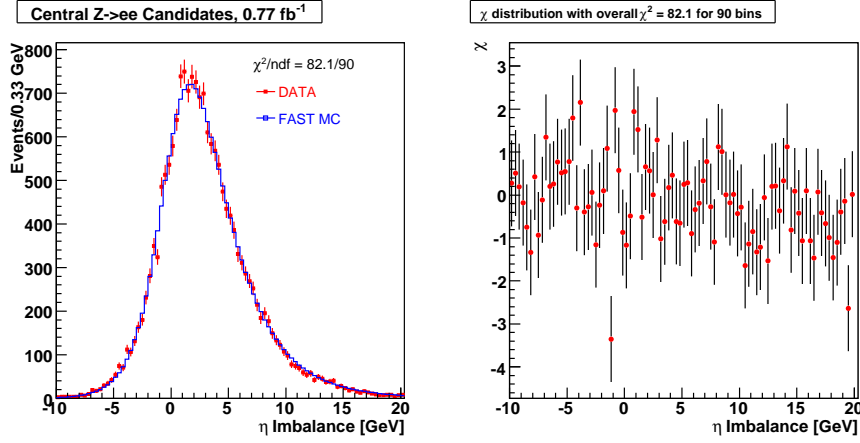 Central Z->ee Candidates, 0.77 fb⁻¹
Events/0.33 GeV
800
700
600
500
400
300
200
100
0
χ²/ndf = 82.1/90
DATA
FAST MC
-10 -5 0 5 10 15 20
η Imbalance [GeV]
χ distribution with overall χ² = 82.1 for 90 bins
χ
3
2
1
0
-1
-2
-3
-4
-10 -5 0 5 10 15 20
η Imbalance [GeV]